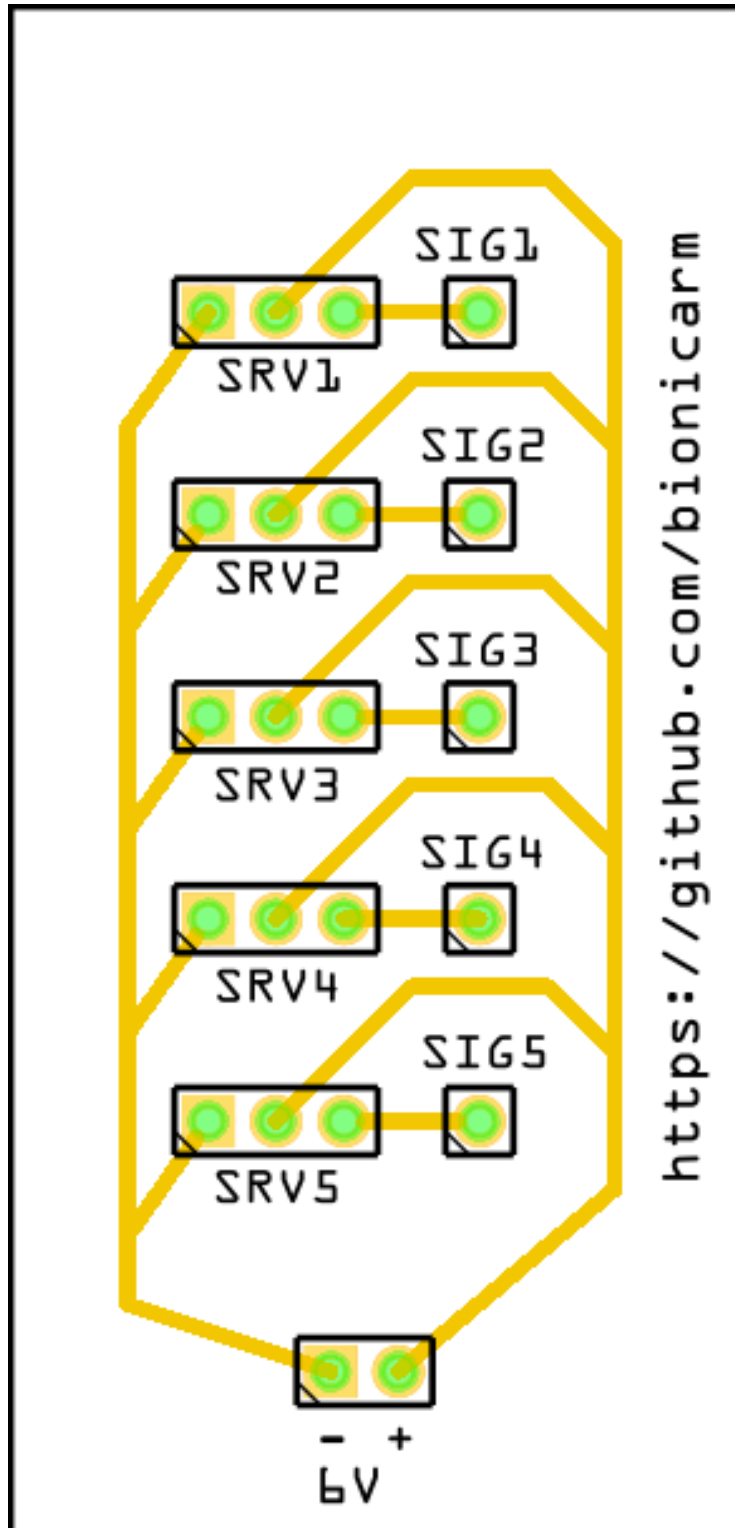 SIG1
SRV1
SIG2
SRV2
SIG3
SRV3
SIG4
SRV4
SIG5
SRV5
- +
6V
https://github.com/bionicarm